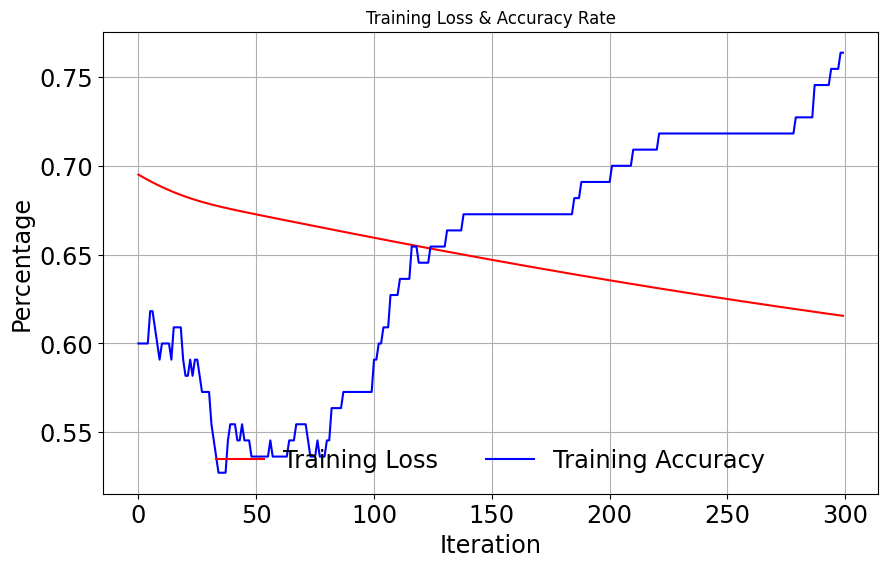 Training Loss & Accuracy Rate
Percentage
0.75
0.70
0.65
0.60
0.55
Training Loss
Training Accuracy
0
50
100
150
200
250
300
Iteration